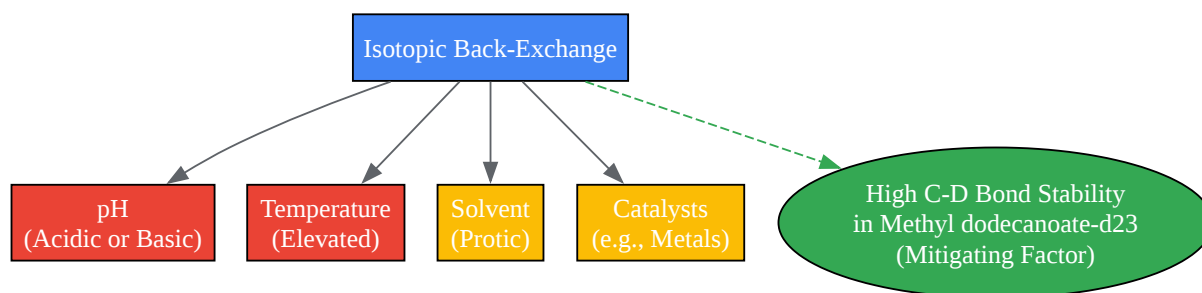 Isotopic Back-Exchange
pH
(Acidic or Basic)
Temperature
(Elevated)
Solvent
(Protic)
Catalysts
(e.g., Metals)
High C-D Bond Stability
in Methyl dodecanoate-d23
(Mitigating Factor)